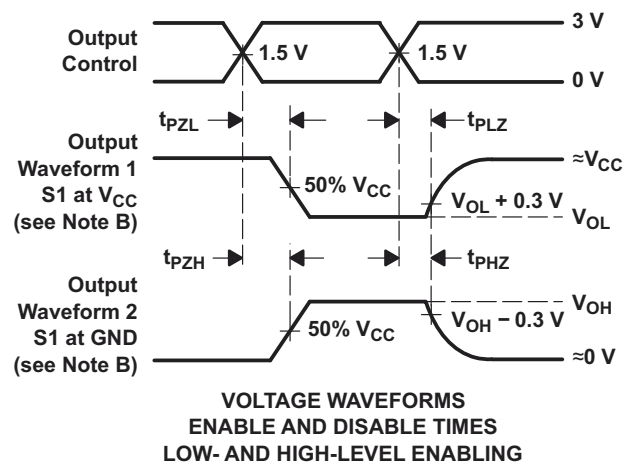 Output
Control
1.5 V
1.5 V
3 V
0 V
tPZL
tPLZ
Output
Waveform 1
S1 at VCC
(see Note B)
50% VCC
≈VCC
VOL + 0.3 V
VOL
tPZH
tPHZ
Output
Waveform 2
S1 at GND
(see Note B)
50% VCC
VOH
VOH − 0.3 V
≈0 V
VOLTAGE WAVEFORMS
ENABLE AND DISABLE TIMES
LOW- AND HIGH-LEVEL ENABLING